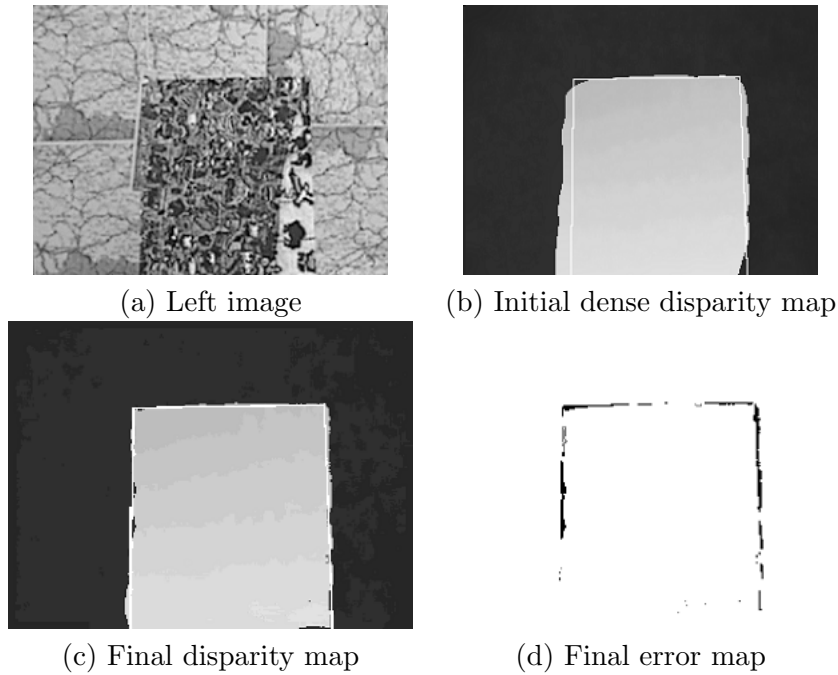 (a) Left image
(b) Initial dense disparity map
(c) Final disparity map
(d) Final error map